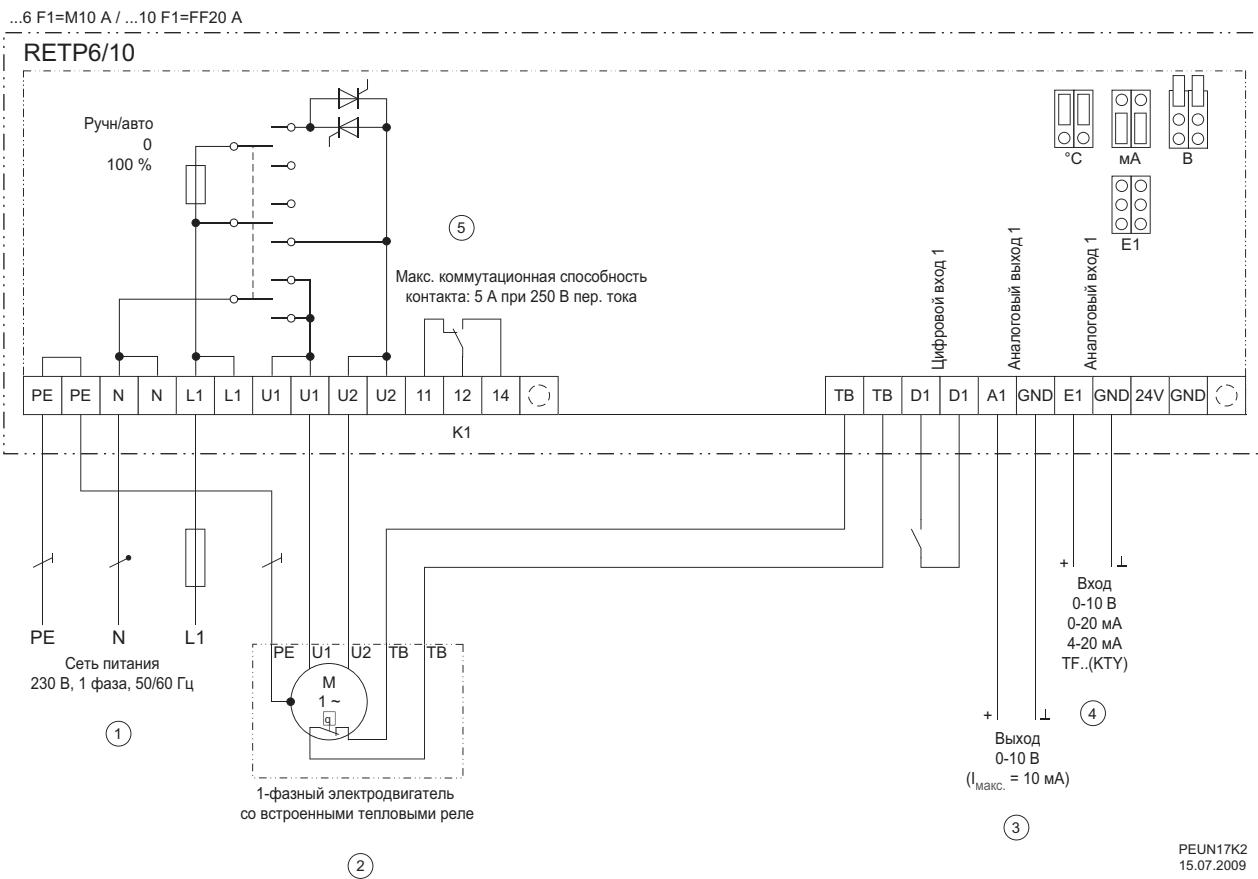 ...6 F1=M10 A / ...10 F1=FF20 A
RETP6/10
Ручн/авто
0
100 %
°C
мА
В
E1
5
Макс. коммутационная способность
контакта: 5 А при 250 В пер. тока
Цифровой вход 1
Аналоговый выход 1
Аналоговый вход 1
PE PE N N L1 L1 U1 U1 U2 U2 11 12 14
TB TB D1 D1 A1 GND E1 GND 24V GND
K1
PE N L1
Сеть питания
230 В, 1 фаза, 50/60 Гц
1
PE U1 U2 TB TB
M
1 ~
q
1-фазный электродвигатель
со встроенными тепловыми реле
2
+ ⊥
Вход
0-10 В
0-20 мА
4-20 мА
TF..(KTY)
4
+ ⊥
Выход
0-10 В
(Iмакс. = 10 мА)
3
PEUN17K2
15.07.2009